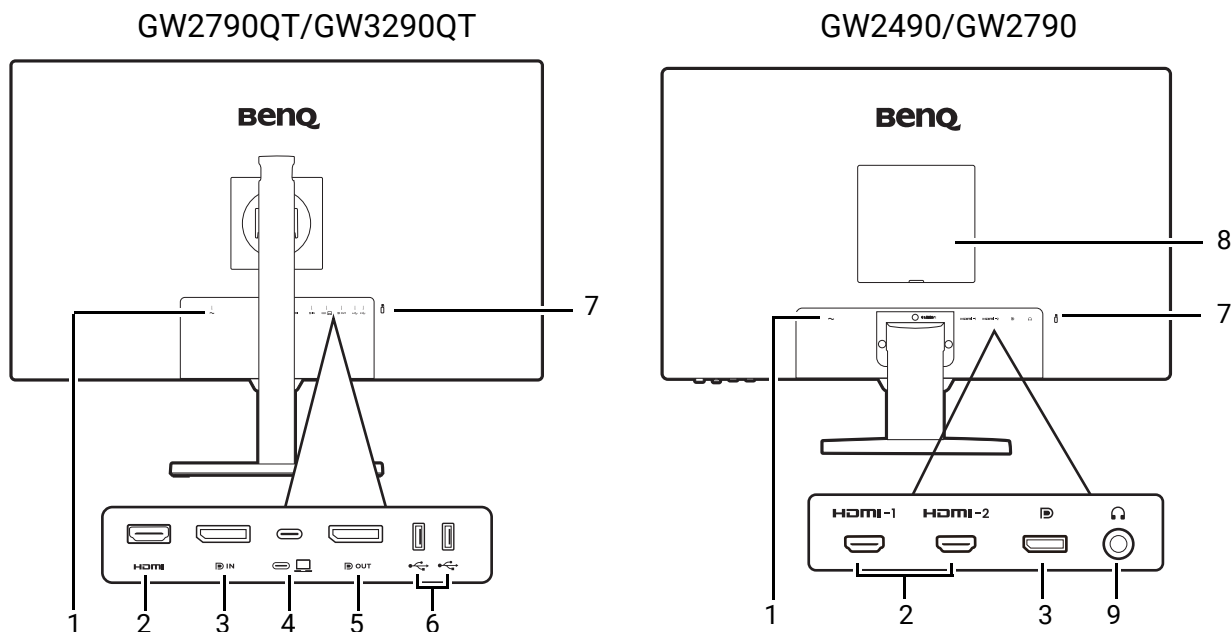 GW2790QT/GW3290QT
GW2490/GW2790
BenQ
BenQ
8
7
7
HDMI-1 HDMI-2
HDMI
IN
OUT
1 2 3 4 5 6
1 2 3 9